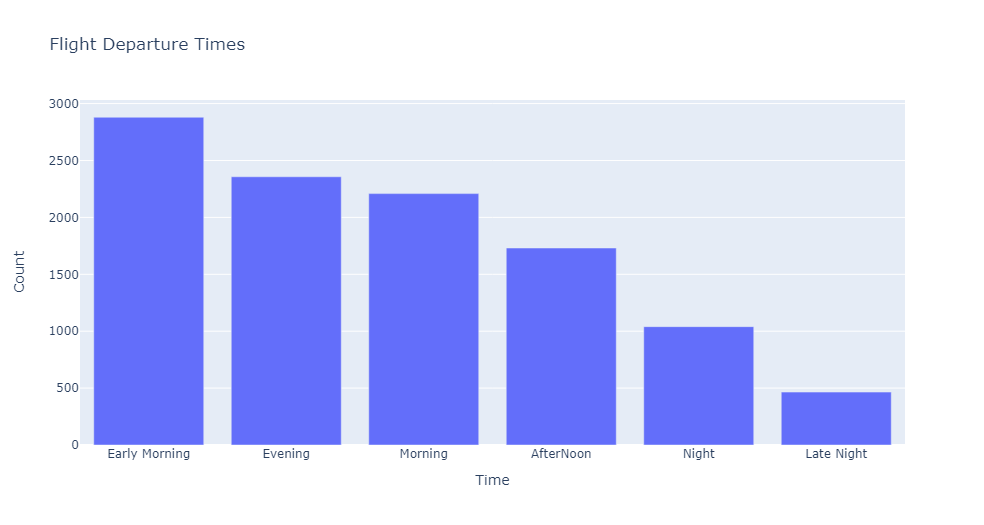 Flight Departure Times
3000
2500
2000
1500
1000
500
0
Count
Early Morning Evening Morning AfterNoon Night Late Night
Time